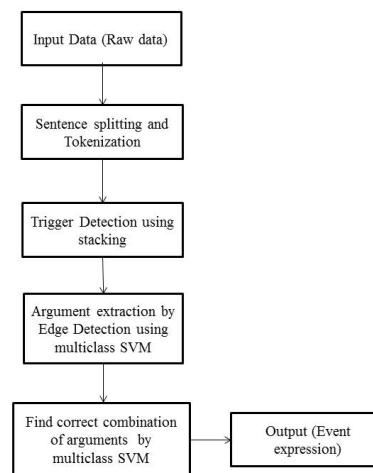 Input Data (Raw data)
Sentence splitting and
Tokenization
Trigger Detection using
stacking
Argument extraction by
Edge Detection using
multiclass SVM
Find correct combination
of arguments by
multiclass SVM
Output (Event
expression)